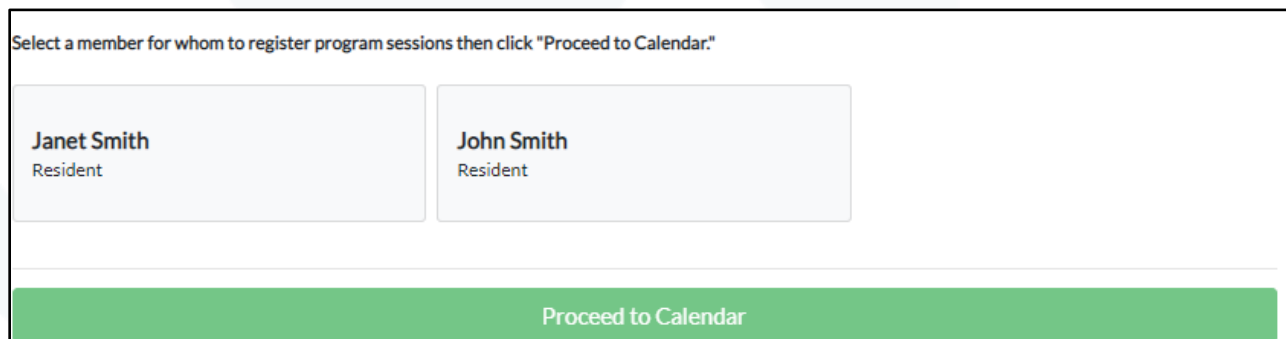 Select a member for whom to register program sessions then click "Proceed to Calendar."
Janet Smith
Resident
John Smith
Resident
Proceed to Calendar